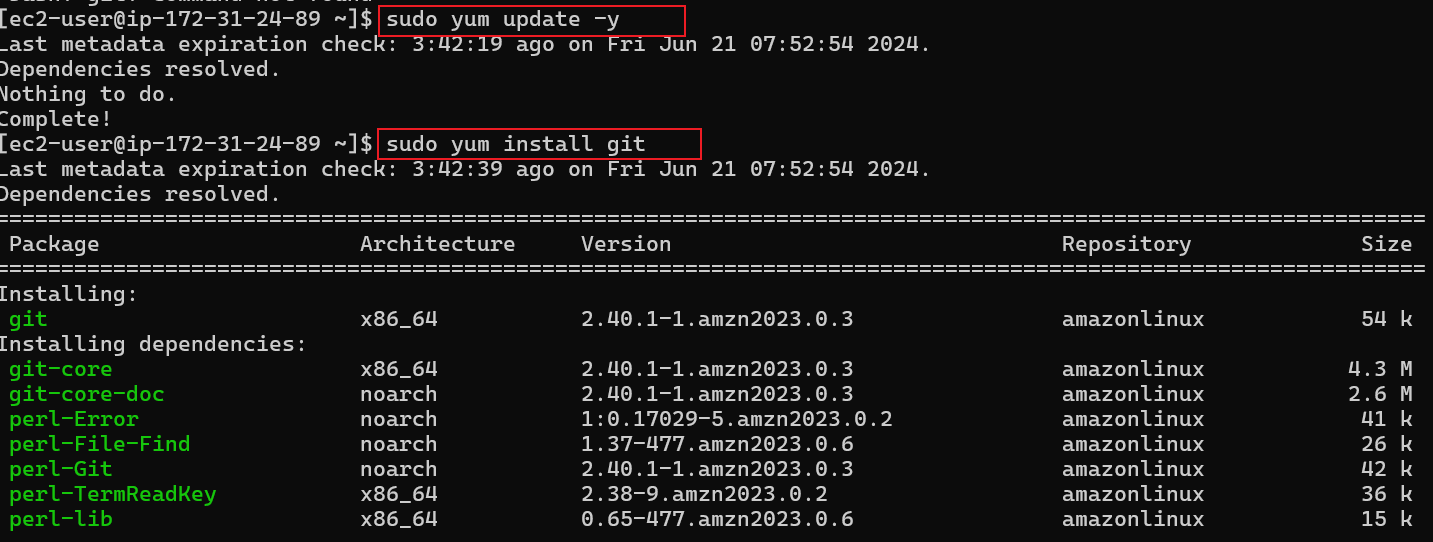 [ec2-user@ip-172-31-24-89 ~]$ sudo yum update -y
Last metadata expiration check: 3:42:19 ago on Fri Jun 21 07:52:54 2024.
Dependencies resolved.
Nothing to do.
Complete!
[ec2-user@ip-172-31-24-89 ~]$ sudo yum install git
Last metadata expiration check: 3:42:39 ago on Fri Jun 21 07:52:54 2024.
Dependencies resolved.
Package Architecture Version Repository Size
Installing:
git x86_64 2.40.1-1.amzn2023.0.3 amazonlinux 54 k
Installing dependencies:
git-core x86_64 2.40.1-1.amzn2023.0.3 amazonlinux 4.3 M
git-core-doc noarch 2.40.1-1.amzn2023.0.3 amazonlinux 2.6 M
perl-Error noarch 1:0.17029-5.amzn2023.0.2 amazonlinux 41 k
perl-File-Find noarch 1.37-477.amzn2023.0.6 amazonlinux 26 k
perl-Git noarch 2.40.1-1.amzn2023.0.3 amazonlinux 42 k
perl-TermReadKey x86_64 2.38-9.amzn2023.0.2 amazonlinux 36 k
perl-lib x86_64 0.65-477.amzn2023.0.6 amazonlinux 15 k